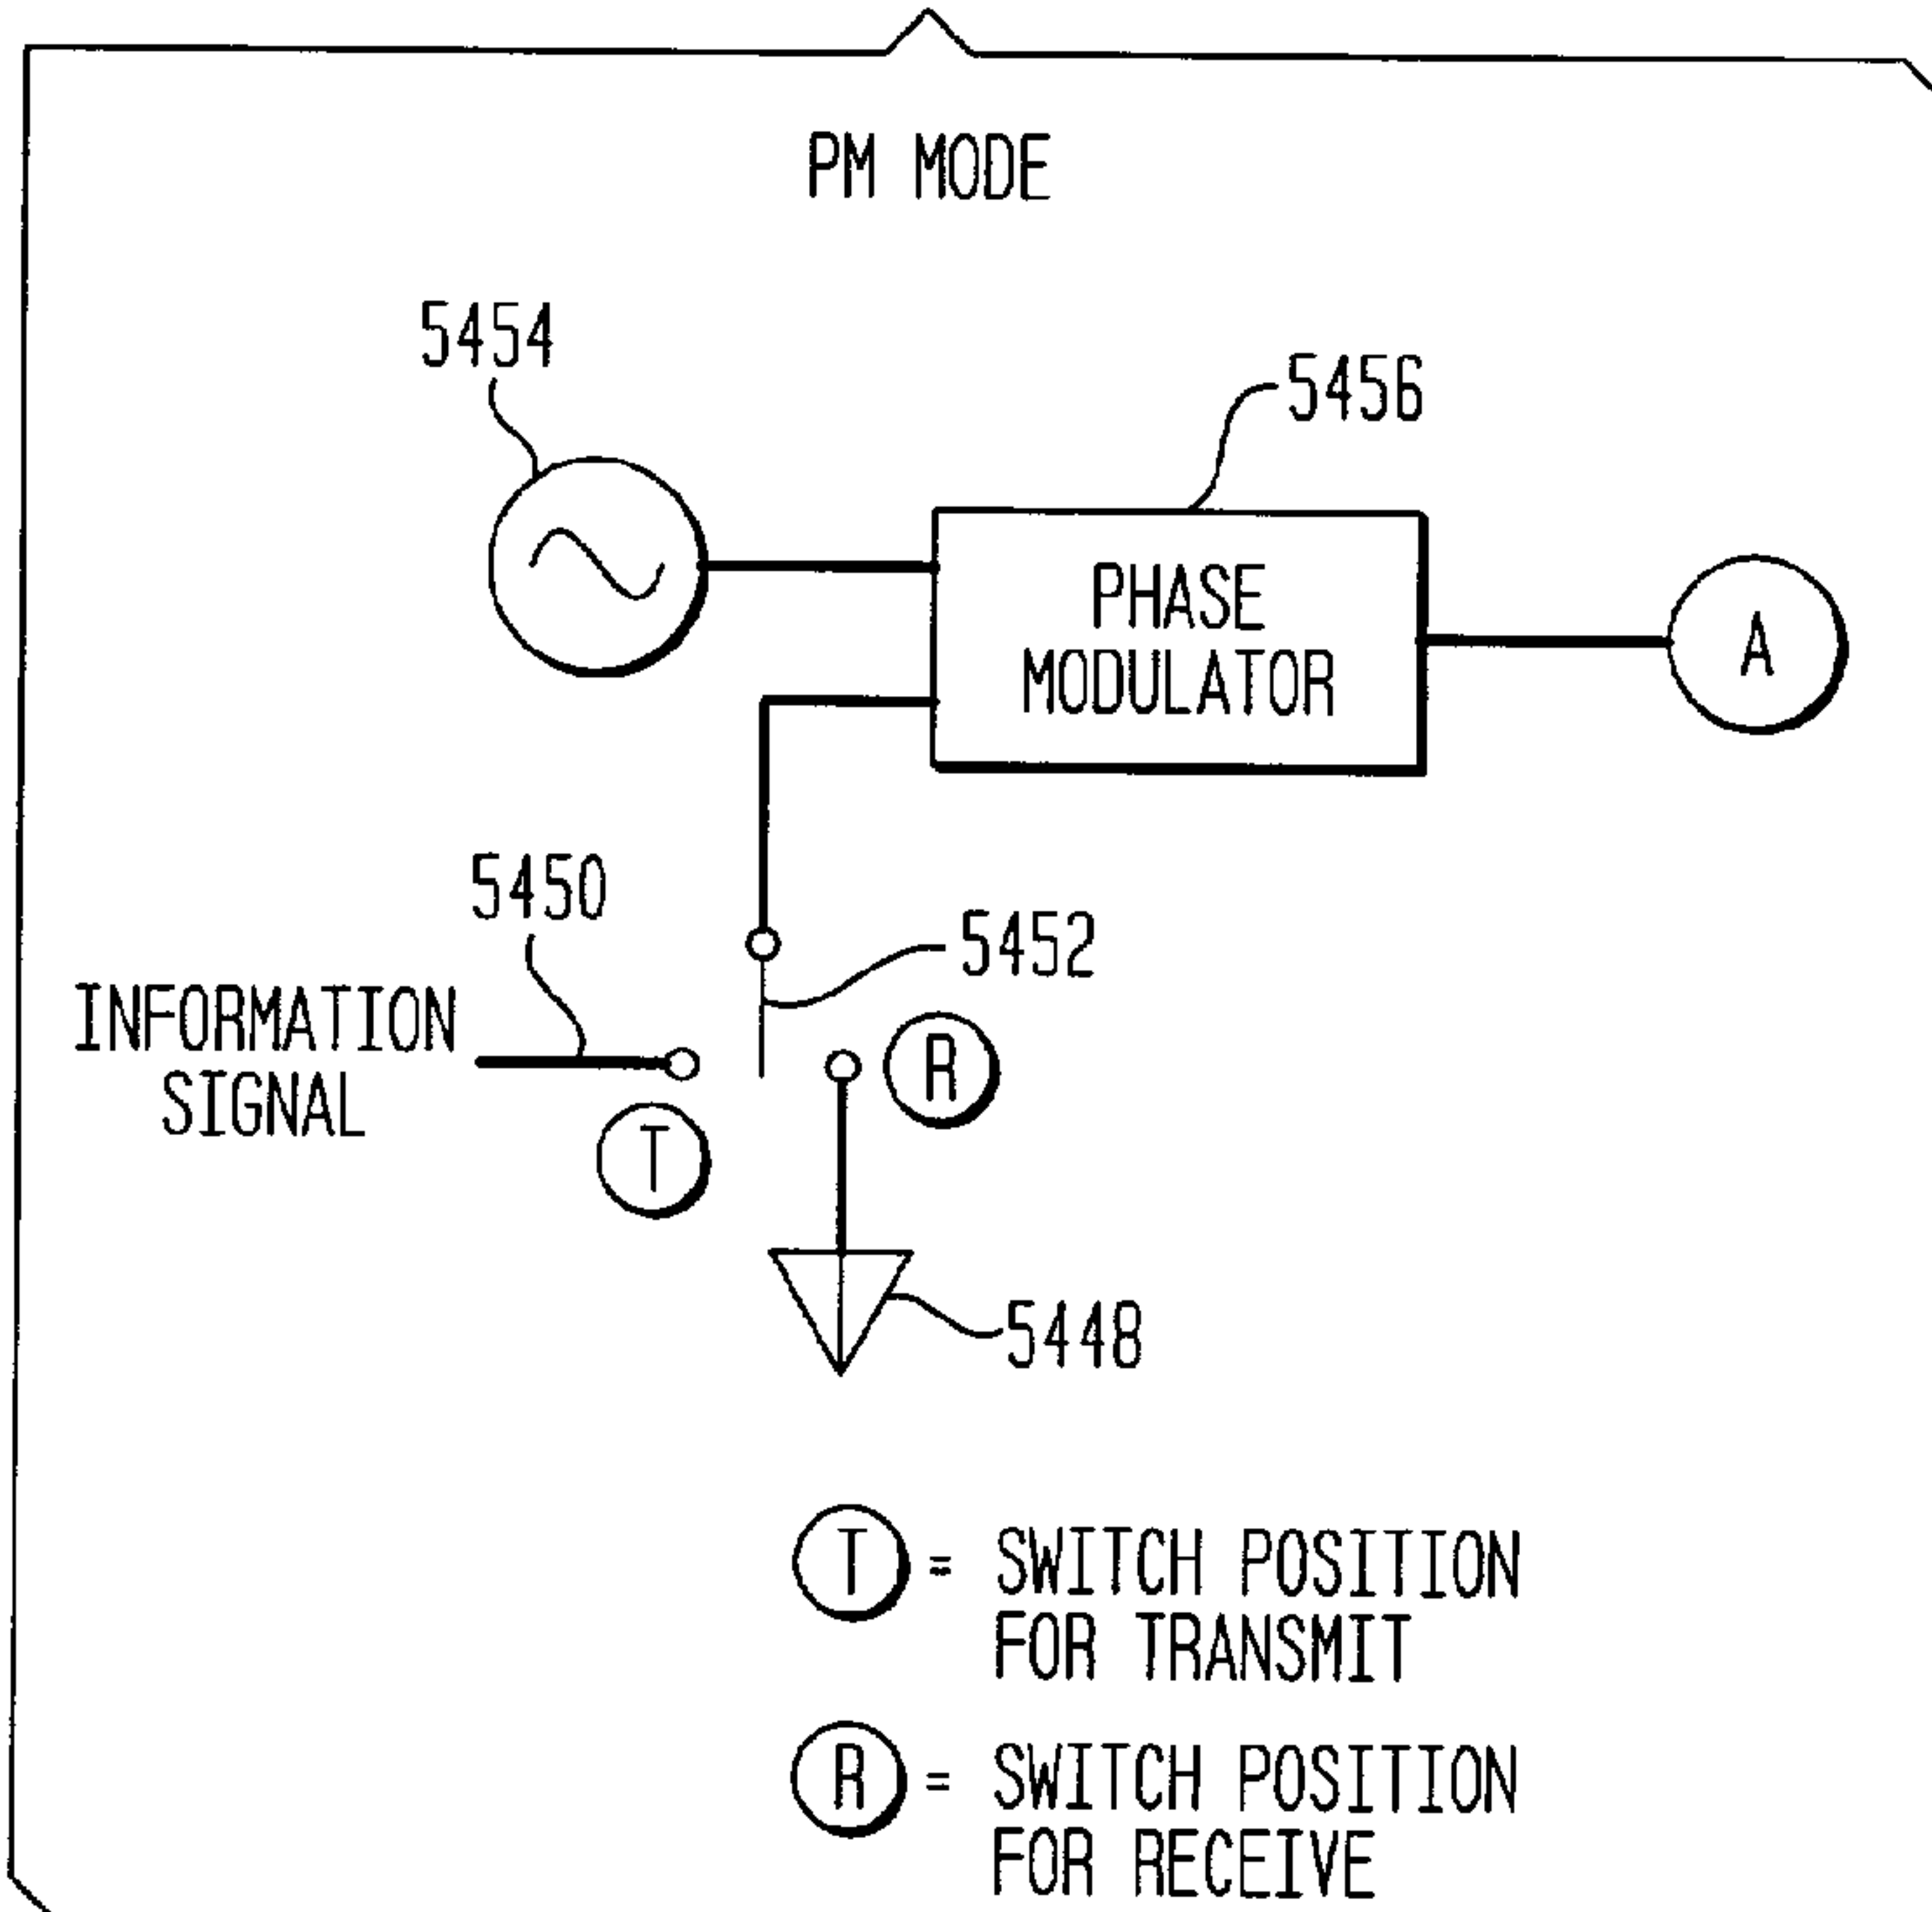 PM MODE
5454
5456
PHASE
MODULATOR
A
5450
5452
INFORMATION
SIGNAL
R
T
5448
T = SWITCH POSITION
FOR TRANSMIT
R = SWITCH POSITION
FOR RECEIVE